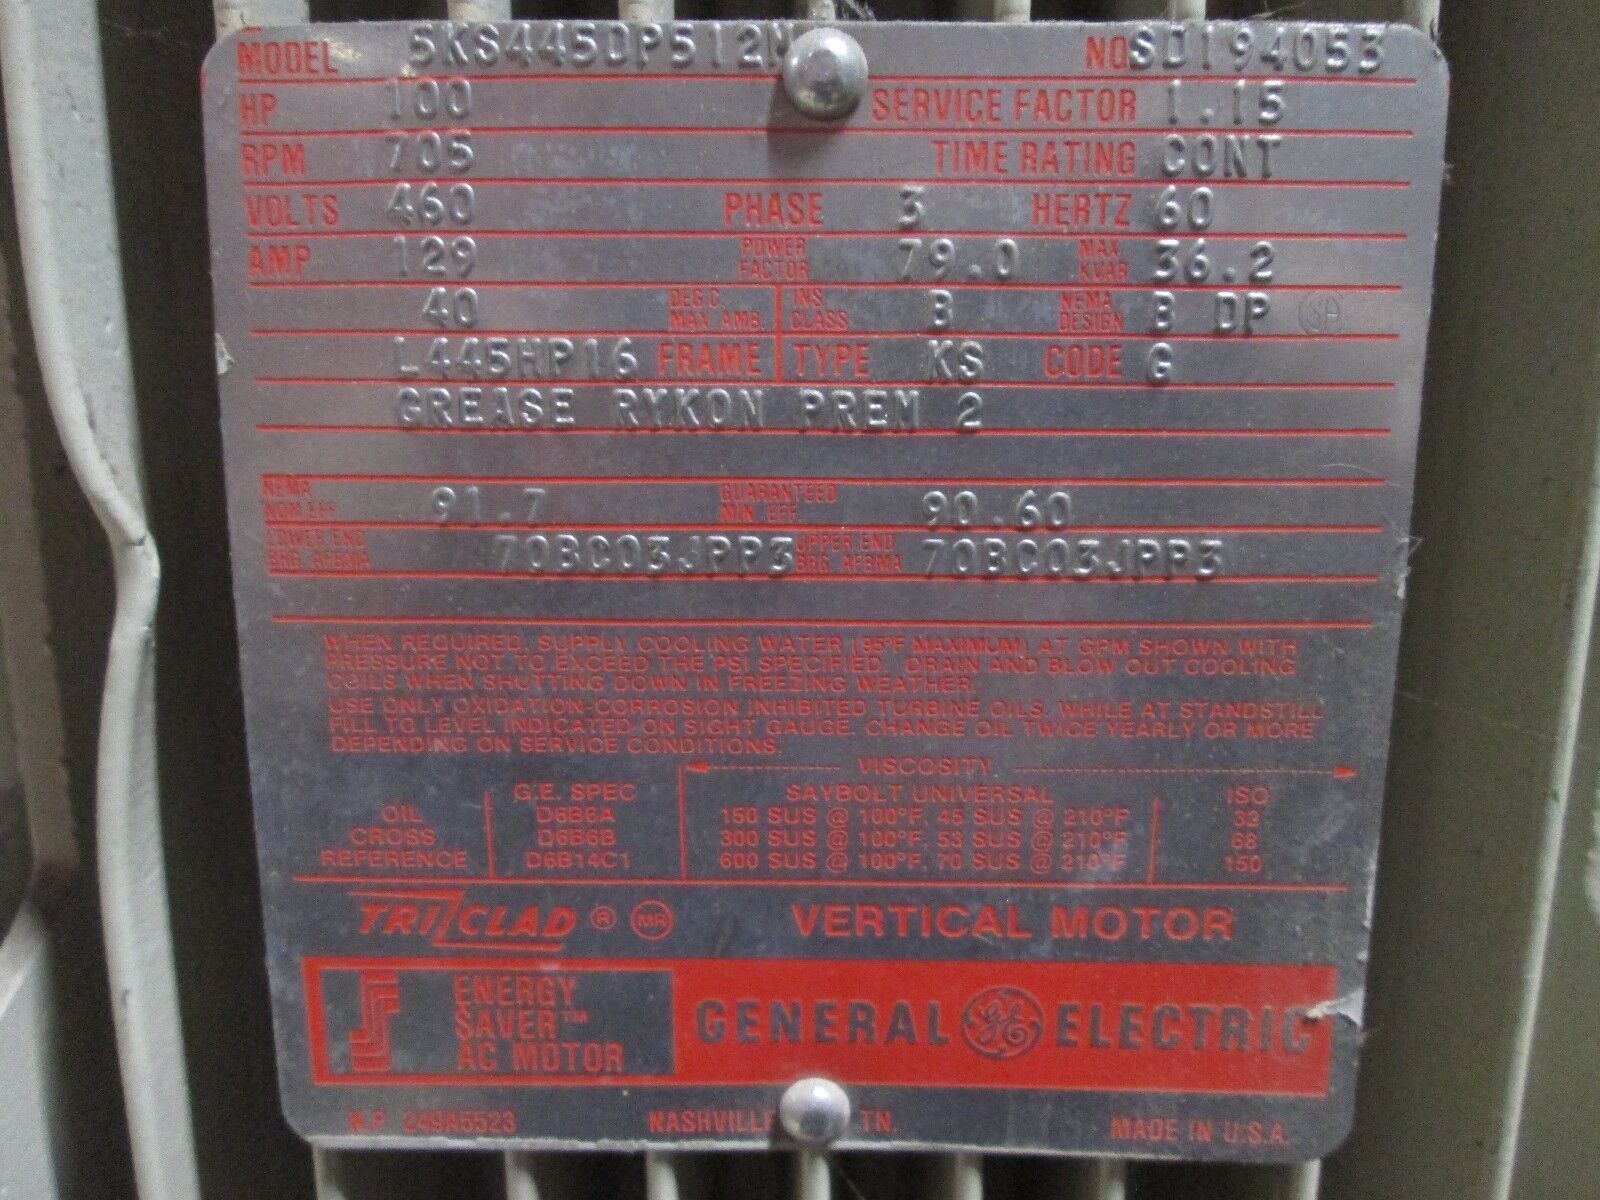 MODEL 5KS445DP512 NO SD194053
HP 100 SERVICE FACTOR 1.15
RPM 705 TIME RATING CONT
VOLTS 460 PHASE 3 HERTZ 60
AMP 129 POWER FACTOR 79.0 MAX. KVAR 36.2
40 DEG.C. MAX. AMB. INS. CLASS B NEMA DESIGN B DP SA
L445HP16 FRAME TYPE KS CODE G
GREASE RYKON PREM 2
NEMA NOM EFF 91.7 GUARANTEED MIN. EFF. 90.60
LOWER END BRG AFBMA 70BC03JPP3 UPPER END BRG AFBMA 70BC03JPP3
WHEN REQUIRED, SUPPLY COOLING WATER (95°F MAXIMUM) AT GPM SHOWN WITH
PRESSURE NOT TO EXCEED THE PSI SPECIFIED. DRAIN AND BLOW OUT COOLING
COILS WHEN SHUTTING DOWN IN FREEZING WEATHER.
USE ONLY OXIDATION-CORROSION INHIBITED TURBINE OILS. WHILE AT STANDSTILL
FILL TO LEVEL INDICATED ON SIGHT GAUGE. CHANGE OIL TWICE YEARLY OR MORE
DEPENDING ON SERVICE CONDITIONS.
VISCOSITY
G.E. SPEC SAYBOLT UNIVERSAL ISO
OIL D6B6A 150 SUS @ 100°F, 45 SUS @ 210°F 32
CROSS D6B6B 300 SUS @ 100°F, 53 SUS @ 210°F 68
REFERENCE D6B14C1 600 SUS @ 100°F, 70 SUS @ 210°F 150
TRI/CLAD ® MR VERTICAL MOTOR
ENERGY
SAVER™
AC MOTOR
GENERAL GE ELECTRIC
N.P. 249A5523 NASHVILLE TN. MADE IN U.S.A.